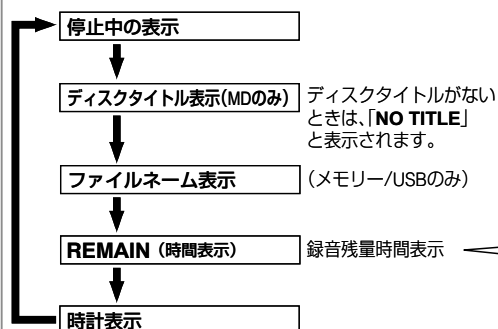 停止中の表示
ディスクタイトル表示(MDのみ)
ディスクタイトルがない
ときは、「NO TITLE」
と表示されます。
ファイルネーム表示
(メモリー/USBのみ)
REMAIN (時間表示)
録音残量時間表示
時計表示